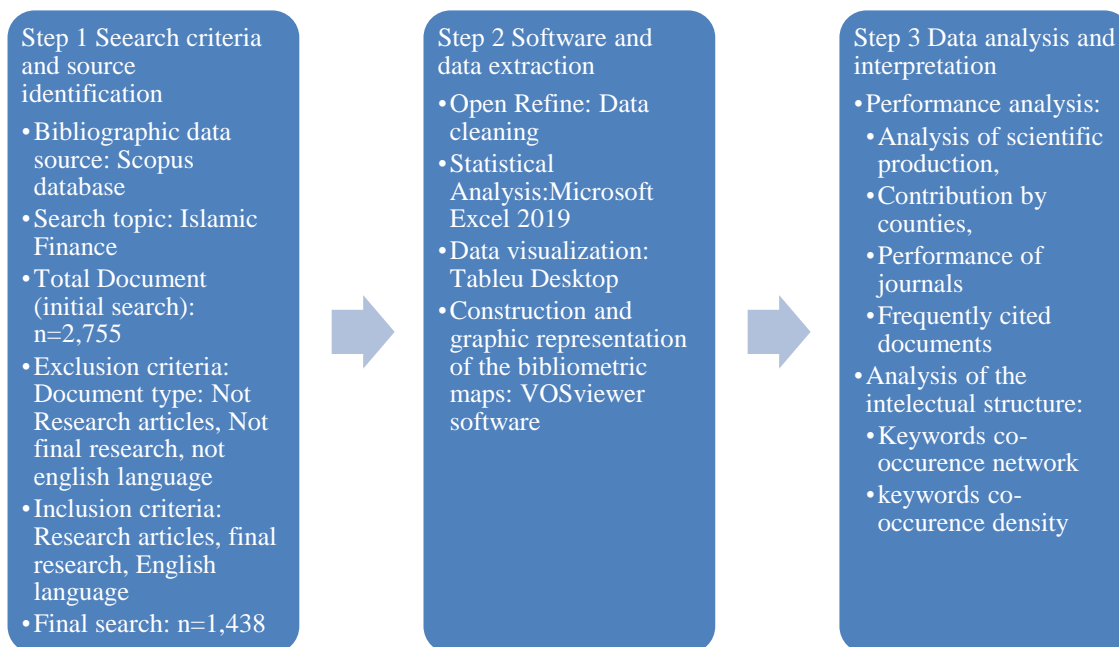 Step 1 Seearch criteria
and source
identification
•Bibliographic data
source: Scopus
database
•Search topic: Islamic
Finance
•Total Document
(initial search):
n=2,755
•Exclusion criteria:
Document type: Not
Research articles, Not
final research, not
english language
•Inclusion criteria:
Research articles, final
research, English
language
•Final search: n=1,438
Step 2 Software and
data extraction
•Open Refine: Data
cleaning
•Statistical
Analysis:Microsoft
Excel 2019
•Data visualization:
Tableu Desktop
•Construction and
graphic representation
of the bibliometric
maps: VOSviewer
software
Step 3 Data analysis and
interpretation
•Performance analysis:
•Analysis of scientific
production,
•Contribution by
counties,
•Performance of
journals
•Frequently cited
documents
•Analysis of the
intelectual structure:
•Keywords co-
occurence network
•keywords co-
occurence density